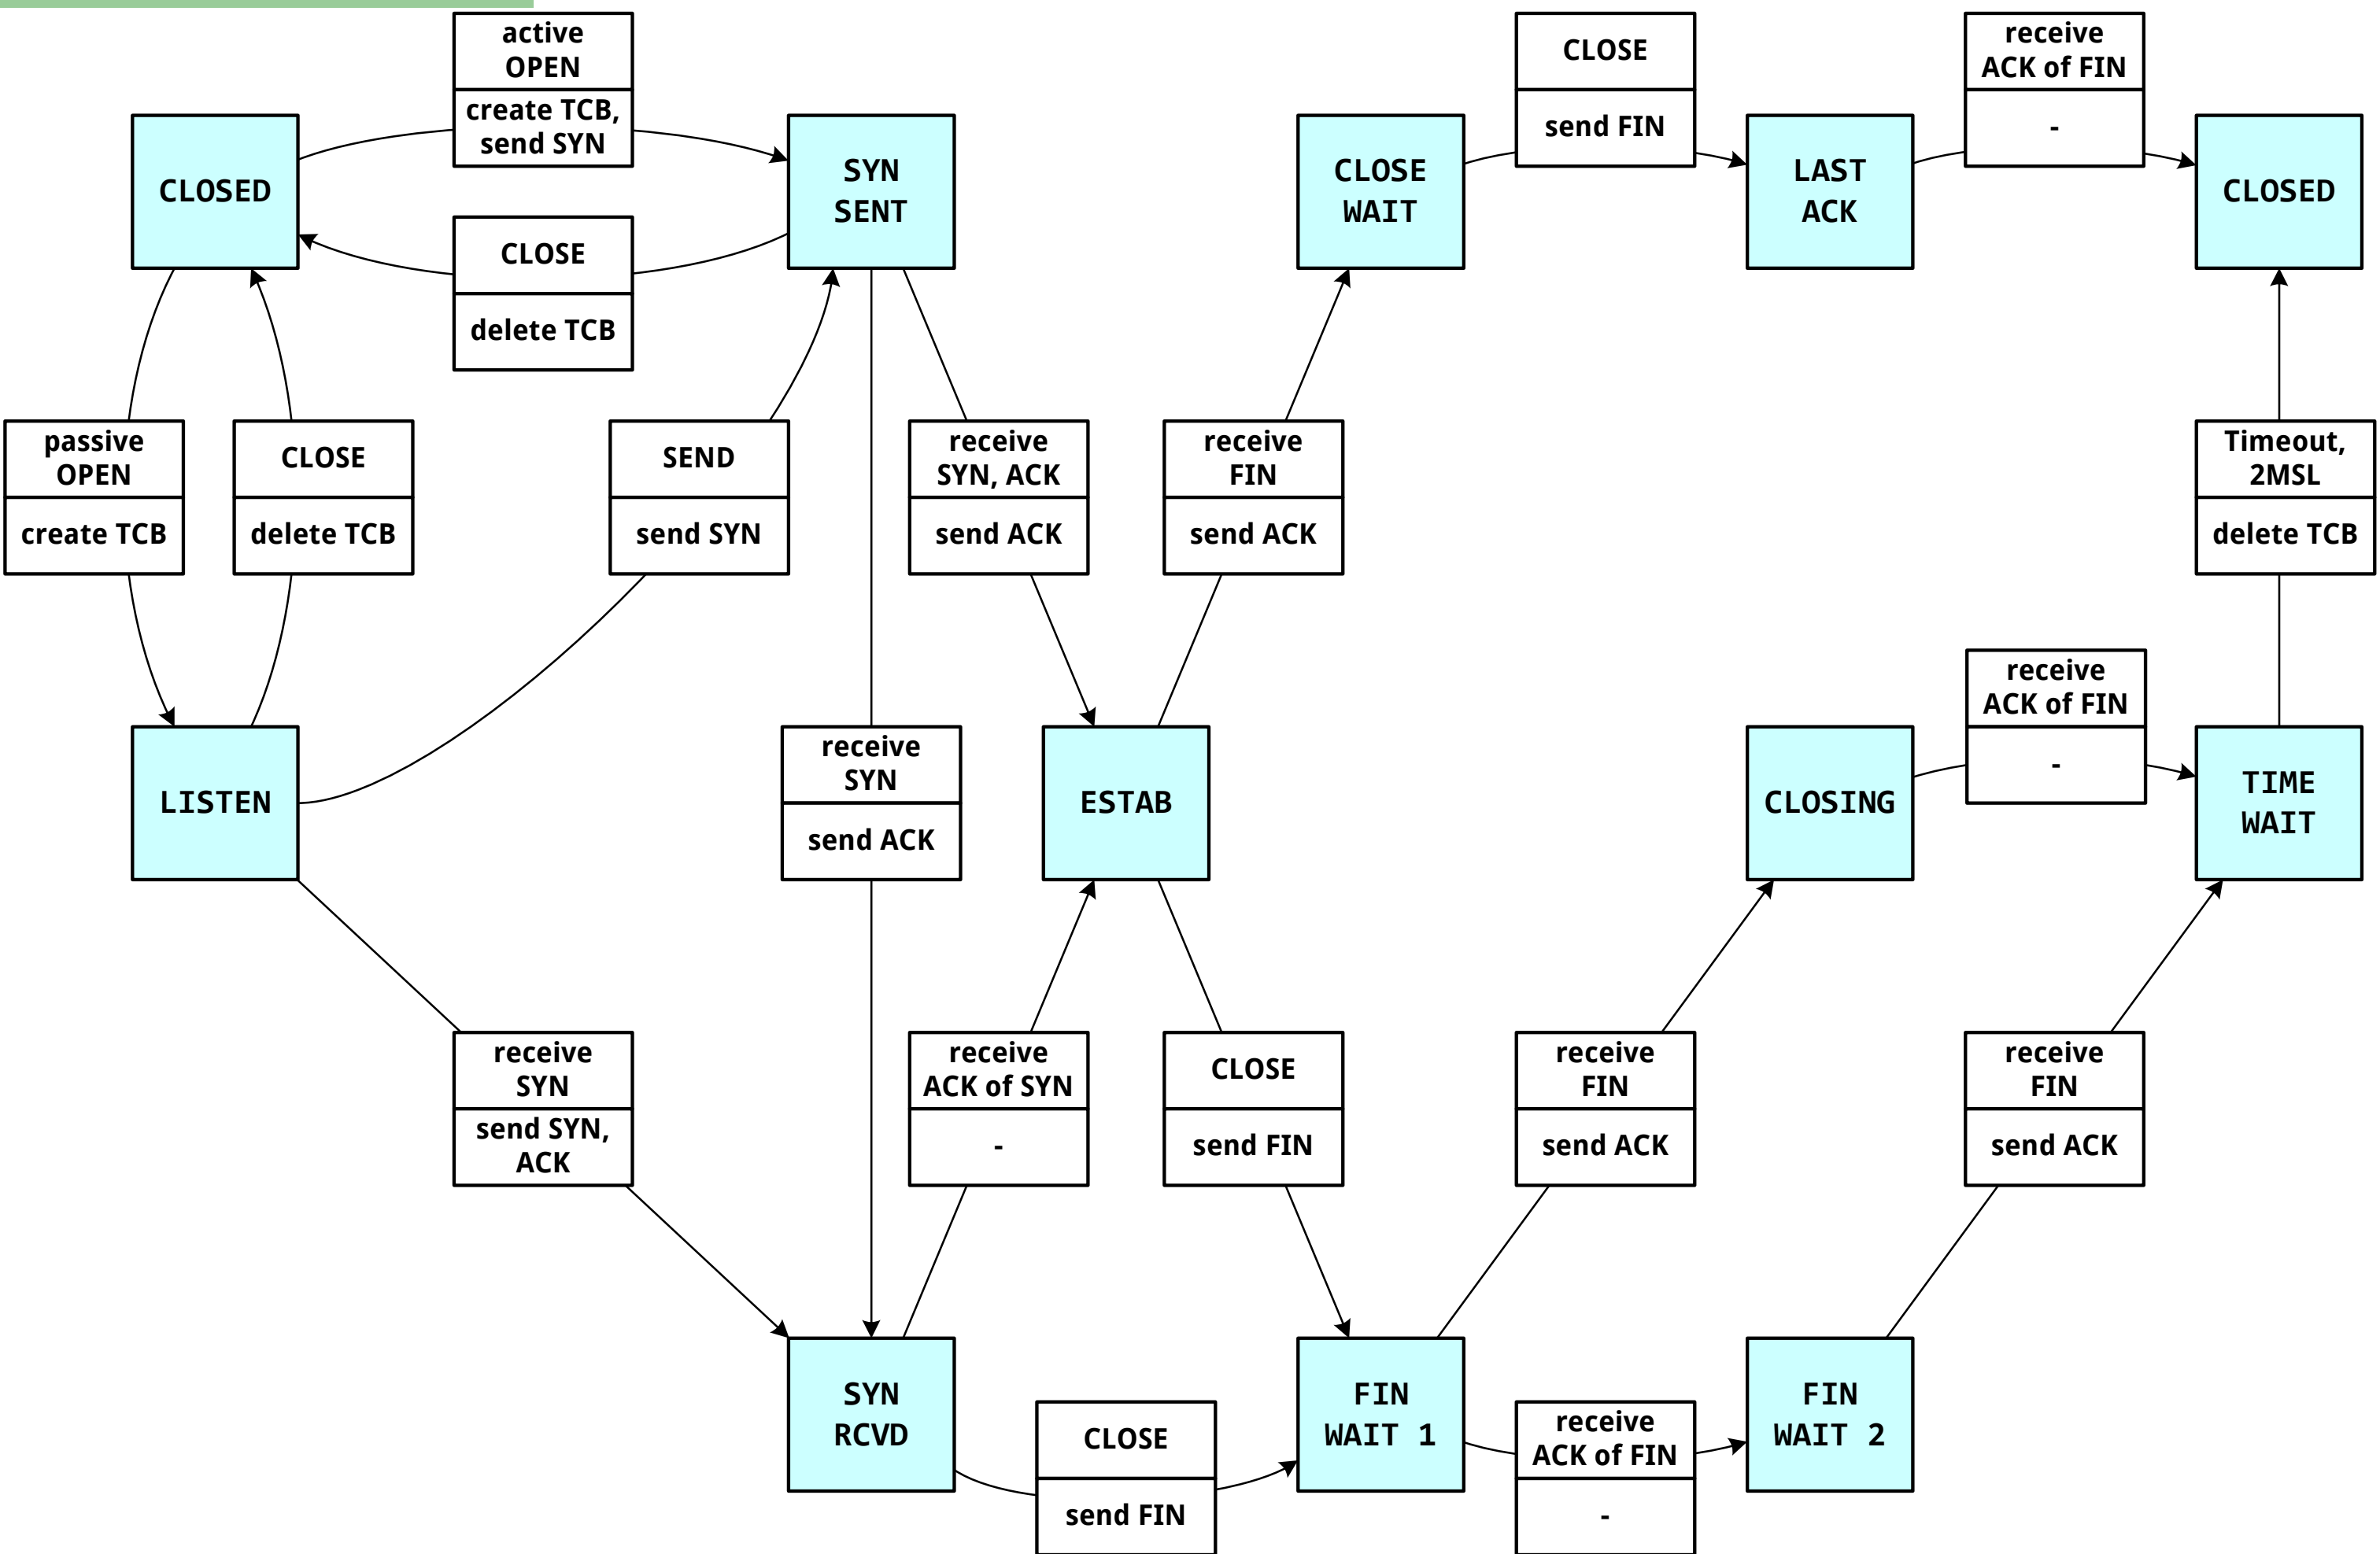 active
OPEN
create TCB,
send SYN
CLOSE
send FIN
receive
ACK of FIN
-
CLOSED
SYN
SENT
CLOSE
WAIT
LAST
ACK
CLOSED
CLOSE
delete TCB
passive
OPEN
create TCB
CLOSE
delete TCB
SEND
send SYN
receive
SYN, ACK
send ACK
receive
FIN
send ACK
Timeout,
2MSL
delete TCB
receive
ACK of FIN
-
LISTEN
receive
SYN
send ACK
ESTAB
CLOSING
TIME
WAIT
receive
SYN
send SYN,
ACK
receive
ACK of SYN
-
CLOSE
send FIN
receive
FIN
send ACK
receive
FIN
send ACK
SYN
RCVD
CLOSE
send FIN
FIN
WAIT 1
receive
ACK of FIN
-
FIN
WAIT 2